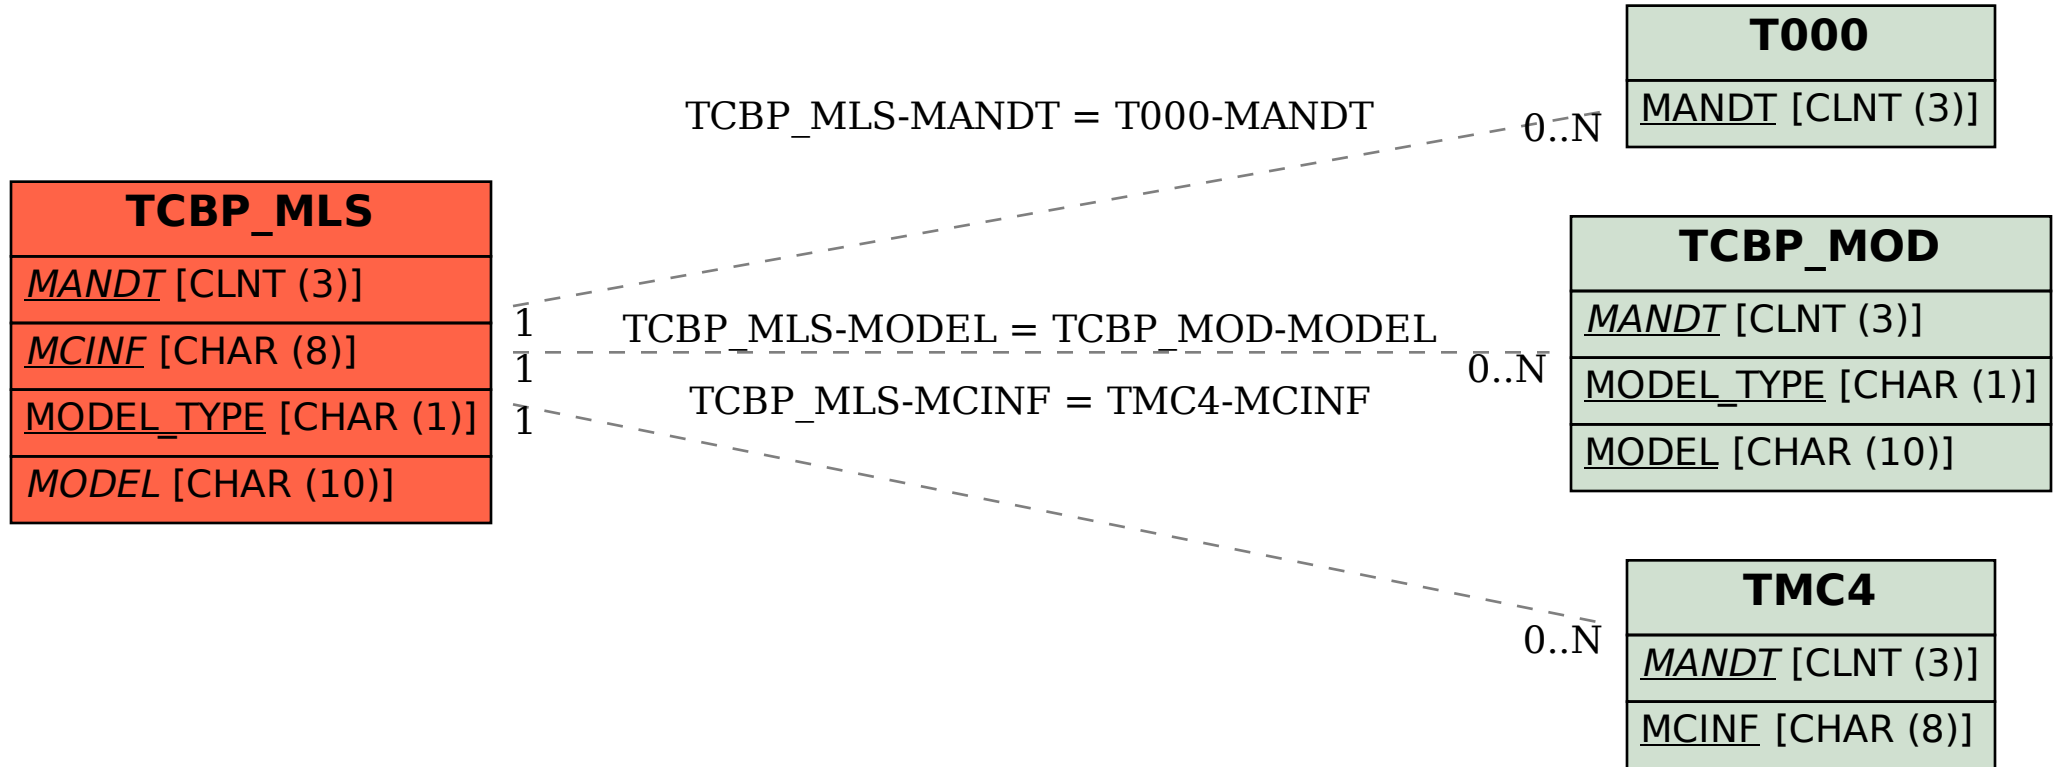 TCBP_MLS
MANDT [CLNT (3)]
MCINF [CHAR (8)]
MODEL_TYPE [CHAR (1)]
MODEL [CHAR (10)]
TCBP_MLS-MANDT = T000-MANDT
1
0..N
TCBP_MLS-MODEL = TCBP_MOD-MODEL
1
0..N
TCBP_MLS-MCINF = TMC4-MCINF
1
0..N
T000
MANDT [CLNT (3)]
TCBP_MOD
MANDT [CLNT (3)]
MODEL_TYPE [CHAR (1)]
MODEL [CHAR (10)]
TMC4
MANDT [CLNT (3)]
MCINF [CHAR (8)]